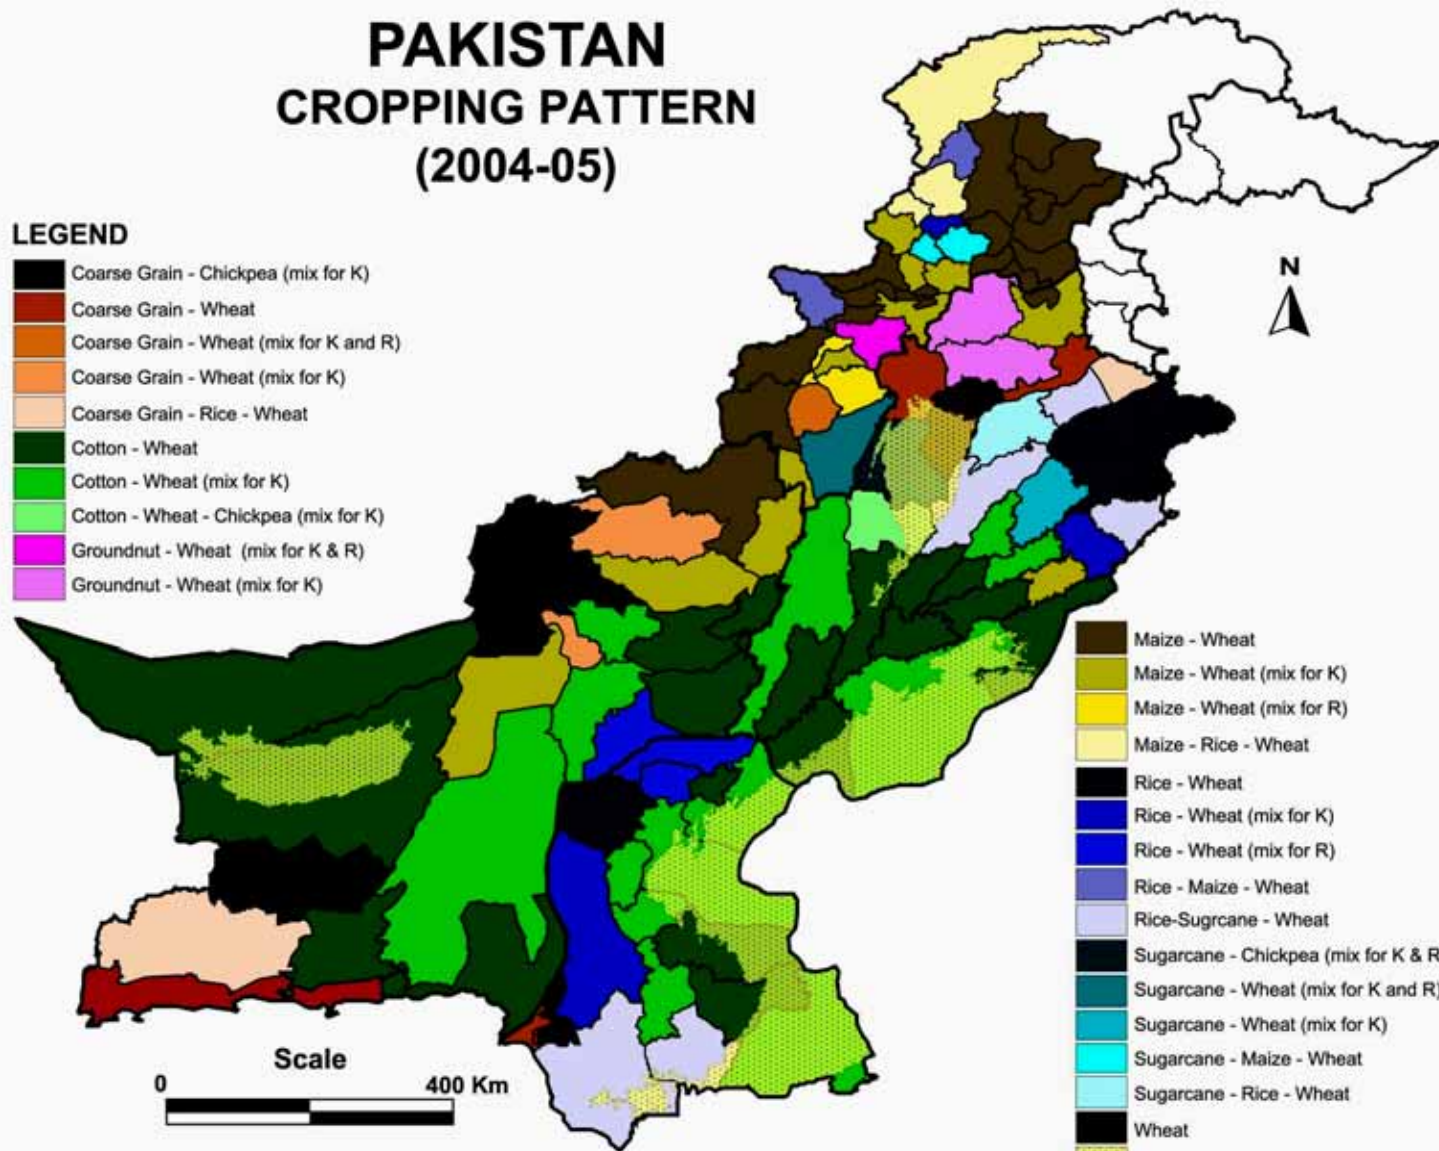 PAKISTAN
CROPPING PATTERN
(2004-05)
LEGEND
Coarse Grain - Chickpea (mix for K)
Coarse Grain - Wheat
Coarse Grain - Wheat (mix for K and R)
Coarse Grain - Wheat (mix for K)
Coarse Grain - Rice - Wheat
Cotton - Wheat
Cotton - Wheat (mix for K)
Cotton - Wheat - Chickpea (mix for K)
Groundnut - Wheat (mix for K & R)
Groundnut - Wheat (mix for K)
N
Maize - Wheat
Maize - Wheat (mix for K)
Maize - Wheat (mix for R)
Maize - Rice - Wheat
Rice - Wheat
Rice - Wheat (mix for K)
Rice - Wheat (mix for R)
Rice - Maize - Wheat
Rice-Sugrcane - Wheat
Sugarcane - Chickpea (mix for K & R
Sugarcane - Wheat (mix for K and R)
Sugarcane - Wheat (mix for K)
Sugarcane - Maize - Wheat
Sugarcane - Rice - Wheat
Wheat
Scale
0 400 Km